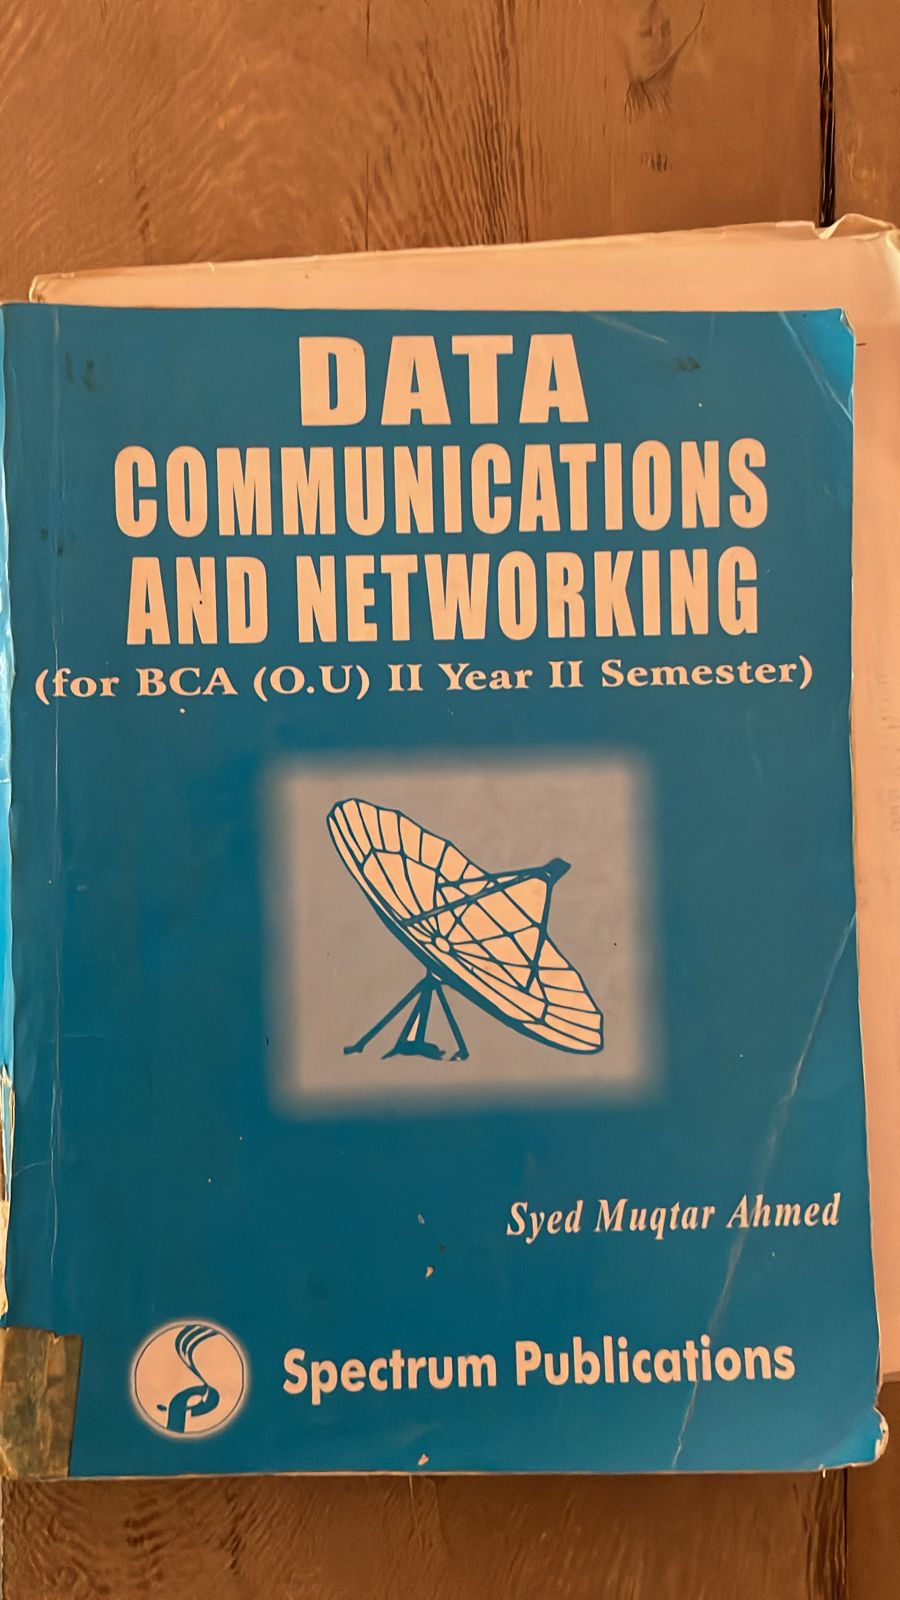 DATA
COMMUNICATIONS
AND NETWORKING
(for BCA (O.U) II Year II Semester)
Syed Muqtar Ahmed
Spectrum Publications